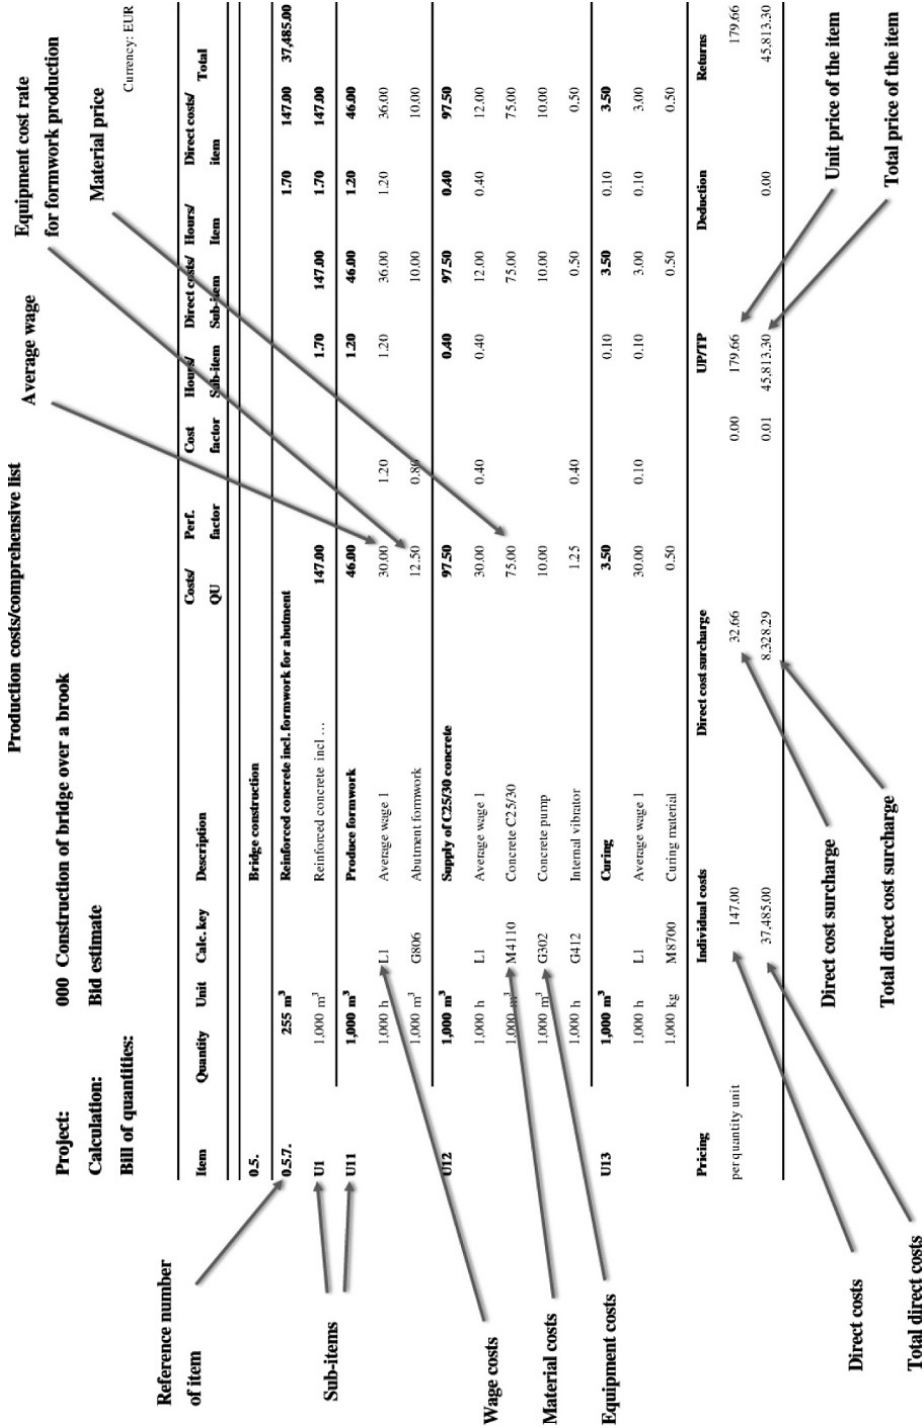 Production costs/comprehensive list
Project: 000 Construction of bridge over a brook
Calculation: Bid estimate
Bill of quantities:
Average wage
Equipment cost rate
for formwork production
Material price
Currency: EUR
Item Quantity Unit Calc. key Description Costs/ QU Perf. factor Cost factor Hours/ Sub-item Direct costs/ Sub-item Hours/ Item Direct costs/ item Total
0.5. Bridge construction
0.5.7. 255 m³ Reinforced concrete incl. formwork for abutment 1.70 147.00 37,485.00
U1 1,000 m³ Reinforced concrete incl ... 147.00 1.70 147.00 1.70 147.00
U11 1,000 m³ Produce formwork 46.00 1.20 46.00 1.20 46.00
1,000 h L1 Average wage 1 30.00 1.20 1.20 36.00 1.20 36.00
1,000 m³ G806 Abutment formwork 12.50 0.80 10.00 10.00
U12 1,000 m³ Supply of C25/30 concrete 97.50 0.40 97.50 0.40 97.50
1,000 h L1 Average wage 1 30.00 0.40 0.40 12.00 0.40 12.00
1,000 m³ M4110 Concrete C25/30 75.00 75.00 75.00
1,000 m³ G302 Concrete pump 10.00 10.00 10.00
1,000 h G412 Internal vibrator 1.25 0.40 0.50 0.50
U13 1,000 m³ Curing 3.50 0.10 3.50 0.10 3.50
1,000 h L1 Average wage 1 30.00 0.10 0.10 3.00 0.10 3.00
1,000 kg M8700 Curing material 0.50 0.50 0.50
Pricing Individual costs Direct cost surcharge UP/TP Deduction Returns
per quantity unit 147.00 32.66 0.00 179.66 179.66
37,485.00 8,328.29 0.01 45,813.30 0.00 45,813.30
Reference number
of item
Sub-items
Wage costs
Material costs
Equipment costs
Direct costs
Total direct costs
Direct cost surcharge
Total direct cost surcharge
Unit price of the item
Total price of the item